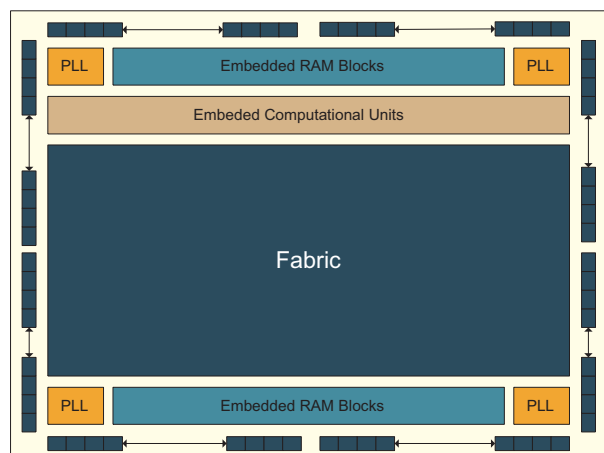 PLL
Embedded RAM Blocks
PLL
Embeded Computational Units
Fabric
PLL
Embedded RAM Blocks
PLL